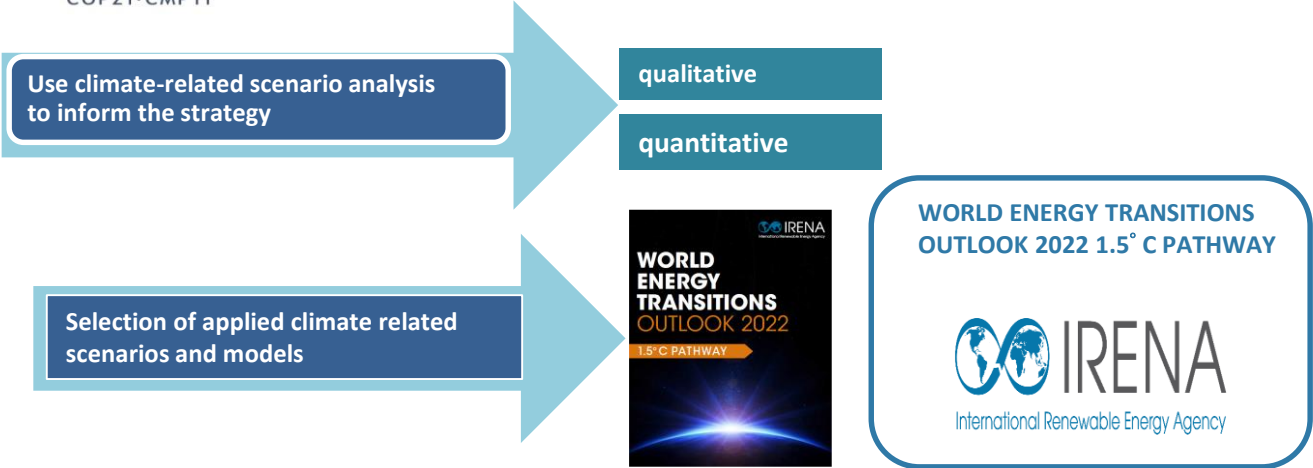 COP21·CMP11
Use climate-related scenario analysis
to inform the strategy
qualitative
quantitative
Selection of applied climate related
scenarios and models
IRENA
International Renewable Energy Agency
WORLD
ENERGY
TRANSITIONS
OUTLOOK 2022
1.5° C PATHWAY
WORLD ENERGY TRANSITIONS
OUTLOOK 2022 1.5° C PATHWAY
IRENA
International Renewable Energy Agency